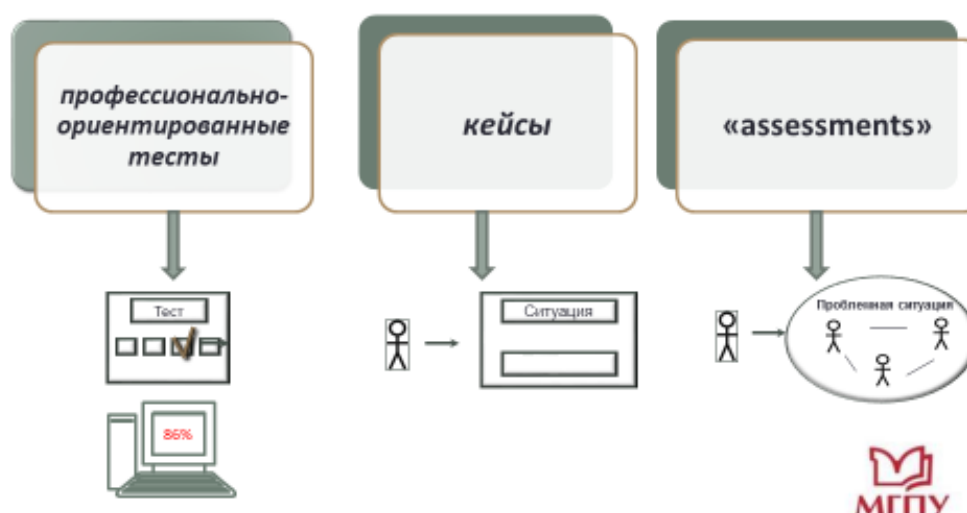 профессионально-
ориентированные
тесты
кейсы
«assessments»
Тест
Ситуация
Проблемная ситуация
86%
МГПУ